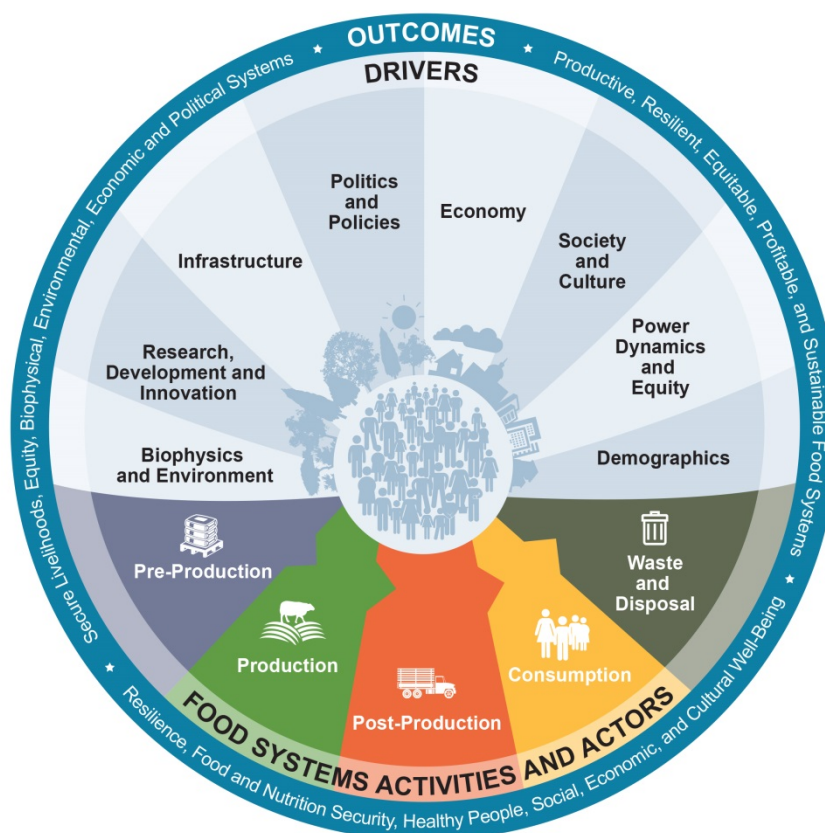 OUTCOMES
Productive, Resilient, Equitable, Profitable, and Sustainable Food Systems
Resilience, Food and Nutrition Security, Healthy People, Social, Economic, and Cultural Well-Being
Secure Livelihoods, Equity, Biophysical, Environmental, Economic and Political Systems
DRIVERS
Politics
and
Policies
Economy
Infrastructure
Society
and
Culture
Research,
Development and
Innovation
Power
Dynamics
and
Equity
Biophysics
and Environment
Demographics
Pre-Production
Waste
and
Disposal
Production
Consumption
Post-Production
FOOD SYSTEMS ACTIVITIES AND ACTORS